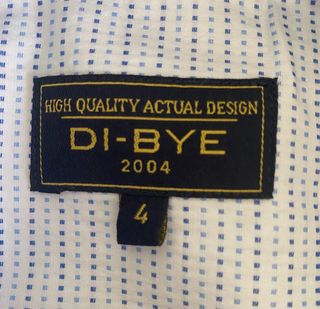 HIGH QUALITY ACTUAL DESIGN
DI-BYE
2004
4